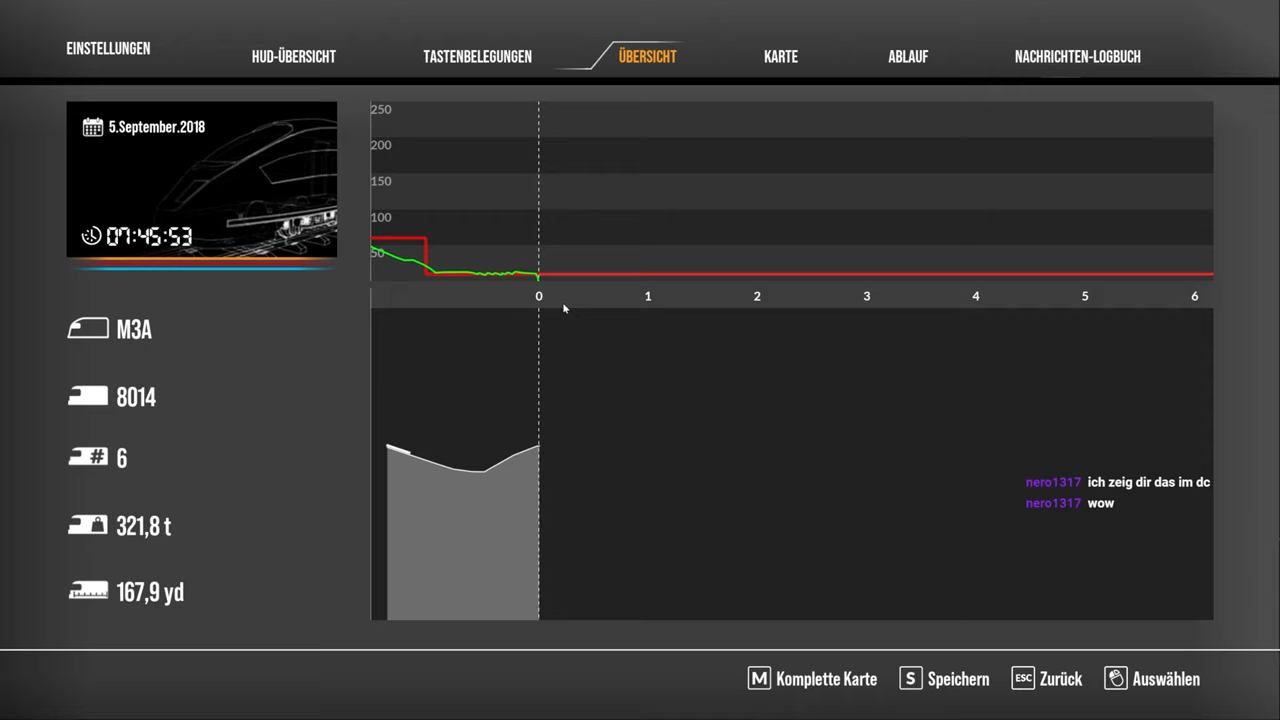 EINSTELLUNGEN
HUD-ÜBERSICHT
TASTENBELEGUNGEN
ÜBERSICHT
KARTE
ABLAUF
NACHRICHTEN-LOGBUCH
5.September.2018
07:45:53
M3A
8014
# 6
321,8 t
167,9 yd
250
200
150
100
50
0 1 2 3 4 5 6
nero1317 ich zeig dir das im dc
nero1317 wow
M Komplette Karte
S Speichern
ESC Zurück
Auswählen